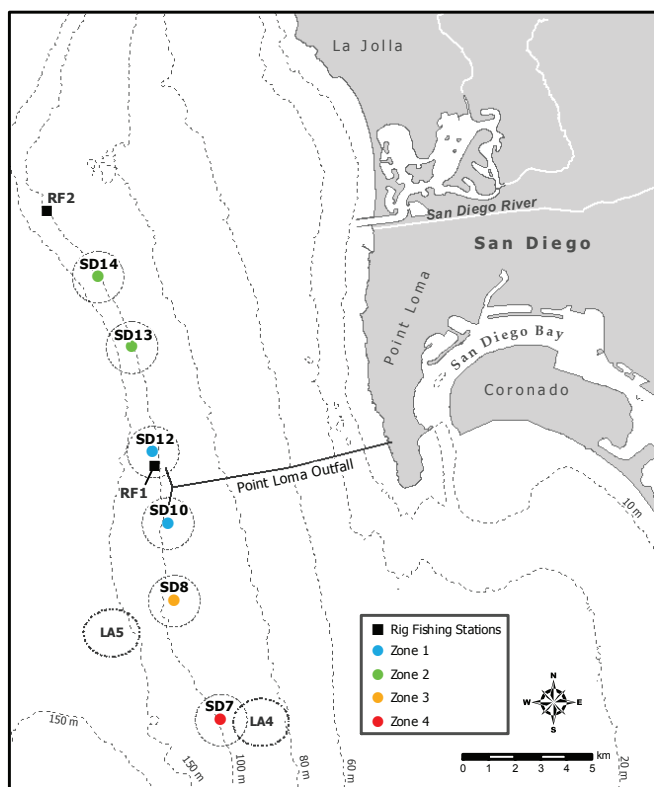 La Jolla
RF2
San Diego River
San Diego
SD14
Point Loma
SD13
San Diego Bay
Coronado
SD12
Point Loma Outfall
RF1
SD10
10 m
SD8
LA5
Rig Fishing Stations
Zone 1
Zone 2
Zone 3
Zone 4
N
W E
S
SD7
LA4
150 m
150 m
100 m
80 m
60 m
20 m
km
0 1 2 3 4 5